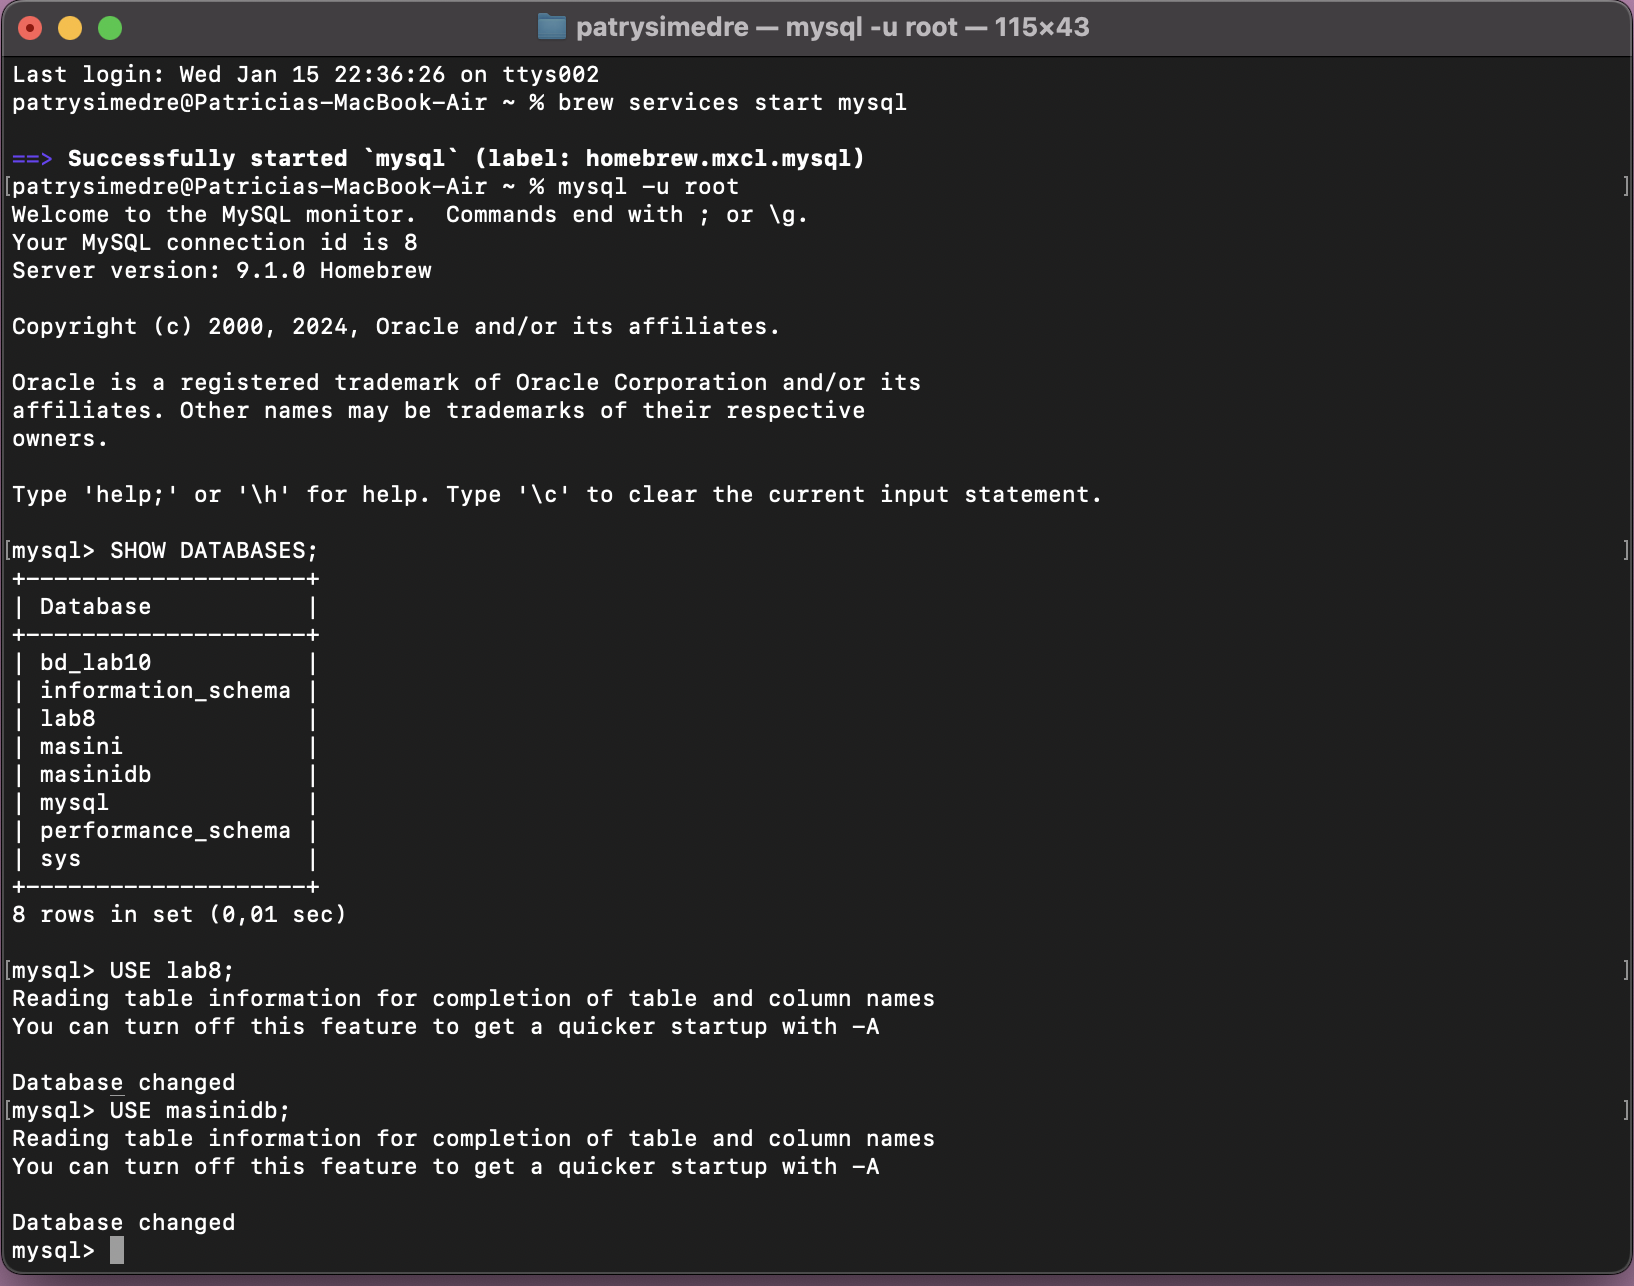 patrysimedre — mysql -u root — 115×43
Last login: Wed Jan 15 22:36:26 on ttys002
patrysimedre@Patricias-MacBook-Air ~ % brew services start mysql
==> Successfully started `mysql` (label: homebrew.mxcl.mysql)
[patrysimedre@Patricias-MacBook-Air ~ % mysql -u root ]
Welcome to the MySQL monitor.  Commands end with ; or \g.
Your MySQL connection id is 8
Server version: 9.1.0 Homebrew
Copyright (c) 2000, 2024, Oracle and/or its affiliates.
Oracle is a registered trademark of Oracle Corporation and/or its
affiliates. Other names may be trademarks of their respective
owners.
Type 'help;' or '\h' for help. Type '\c' to clear the current input statement.
[mysql> SHOW DATABASES; ]
+--------------------+
| Database           |
+--------------------+
| bd_lab10           |
| information_schema |
| lab8               |
| masini             |
| masinidb           |
| mysql              |
| performance_schema |
| sys                |
+--------------------+
8 rows in set (0,01 sec)
[mysql> USE lab8; ]
Reading table information for completion of table and column names
You can turn off this feature to get a quicker startup with -A
Database changed
[mysql> USE masinidb; ]
Reading table information for completion of table and column names
You can turn off this feature to get a quicker startup with -A
Database changed
mysql>